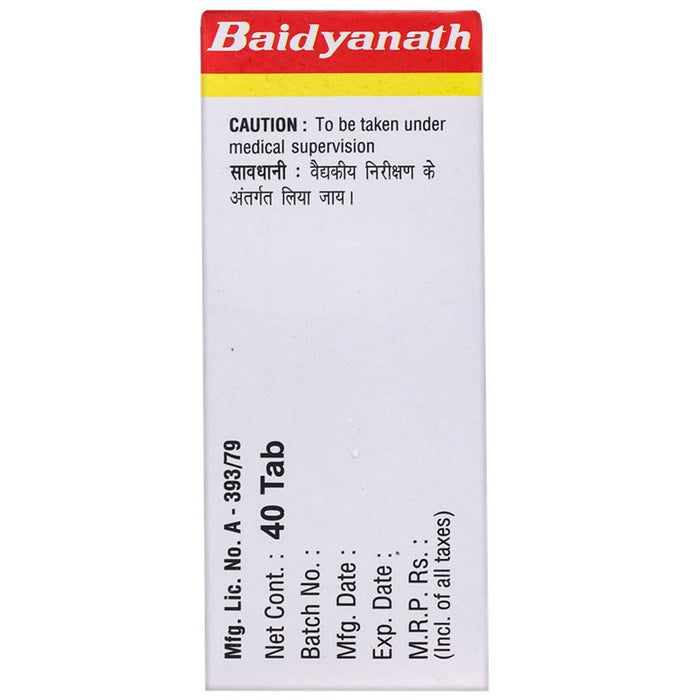 Baidyanath
CAUTION : To be taken under
medical supervision
सावधानी : वैद्यकीय निरीक्षण के
अंतर्गत लिया जाय।
Mfg. Lic. No. A - 393/79
Net Cont. : 40 Tab
Batch No. :
Mfg. Date :
Exp. Date :
M.R.P. Rs. :
(Incl. of all taxes)